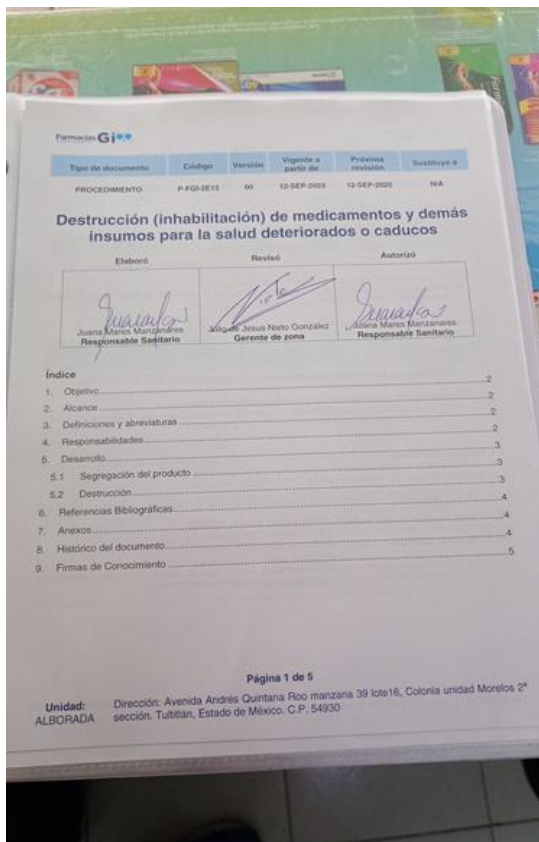 Farmacias Gi
Tipo de documento Código Versión Vigente a partir de Próxima revisión Sustituye a
PROCEDIMIENTO P-FGI-2E15 00 12-SEP-2023 12-SEP-2025 N/A
Destrucción (inhabilitación) de medicamentos y demás
insumos para la salud deteriorados o caducos
Elaboró Revisó Autorizó
Juana Mares Manzanares de Jesus Nieto González Juana Mares Manzanares
Responsable Sanitario Gerente de zona Responsable Sanitario
Índice
1. Objetivo 2
2. Alcance 2
3. Definiciones y abreviaturas 2
4. Responsabilidades 2
5. Desarrollo 3
5.1 Segregación del producto 3
5.2 Destrucción 3
6. Referencias Bibliográficas 4
7. Anexos 4
8. Histórico del documento 4
9. Firmas de Conocimiento 5
Página 1 de 5
Unidad: Dirección: Avenida Andrés Quintana Roo manzana 39 lote16, Colonia unidad Morelos 2ª
ALBORADA sección. Tultitlán, Estado de México. C.P. 54930